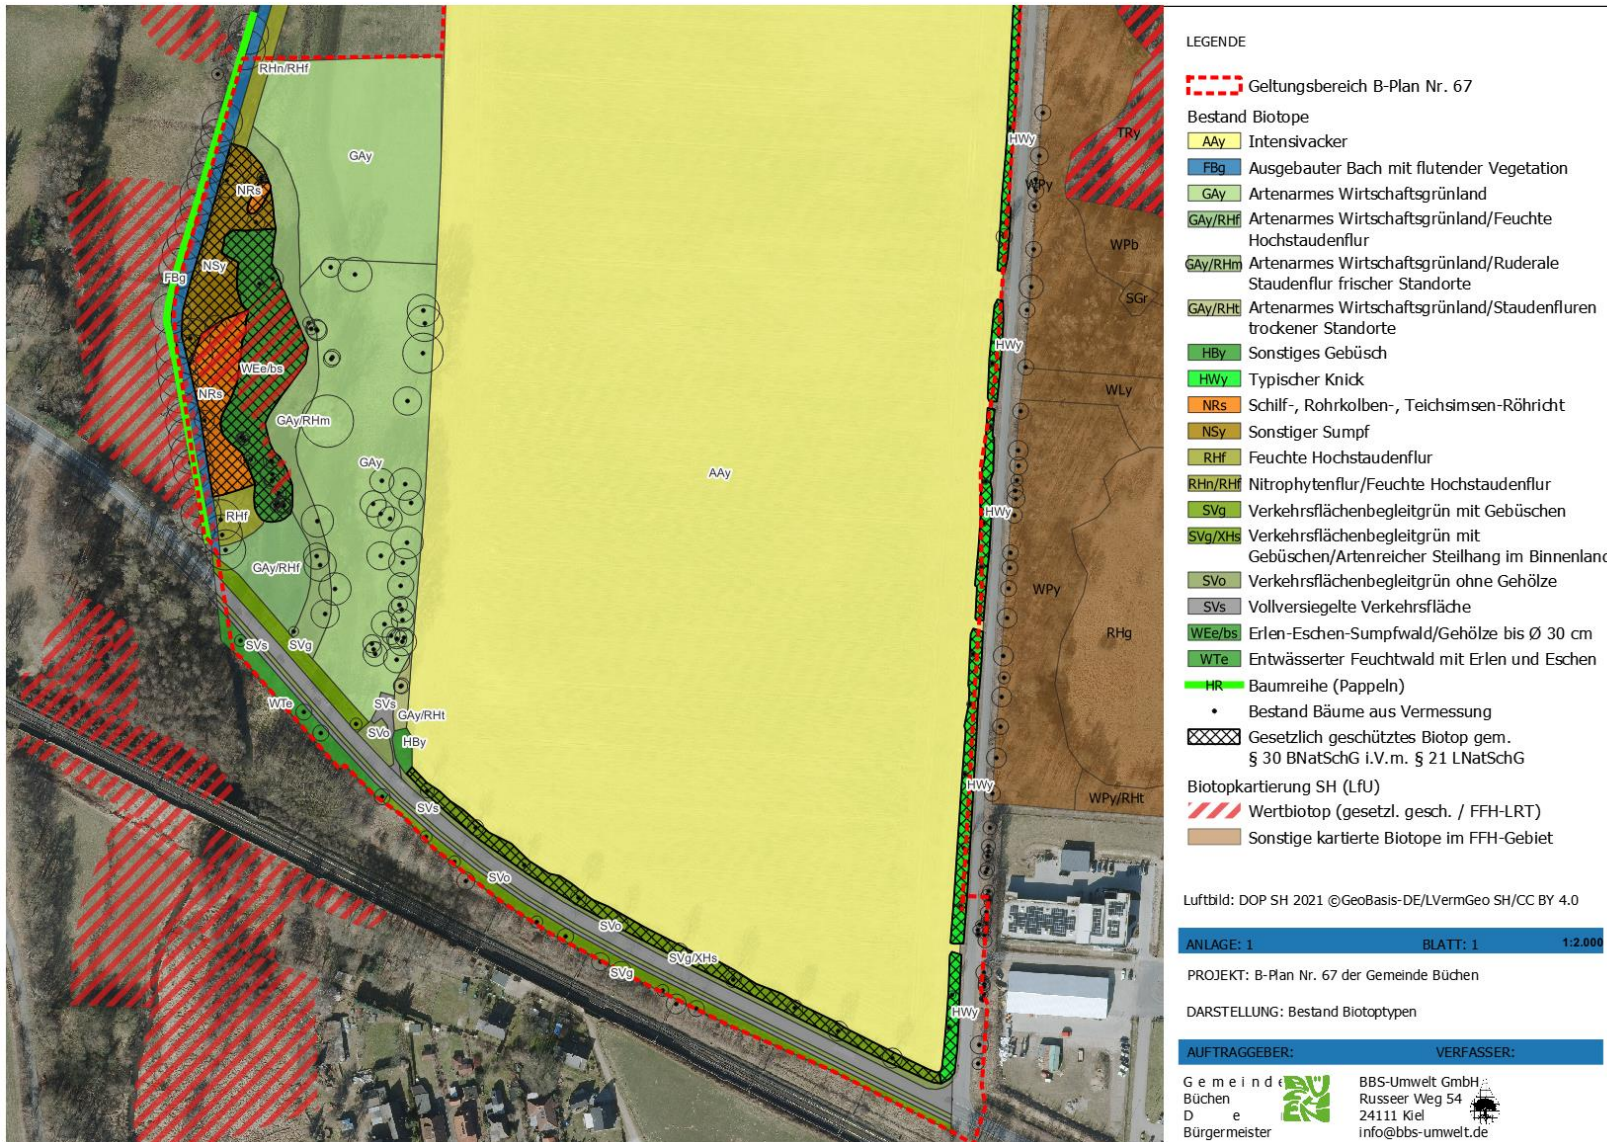 RHn/RHf
HWy
TRy
GAy
WPy
NRs
WPb
NSy
FBg
SGr
HWy
WEe/bs
WLy
NRs
GAy/RHm
GAy
AAy
HWy
RHf
GAy/RHf
WPy
RHg
SVs
SVg
WTe
SVs
GAy/RHt
SVo
HBy
HWy
WPy/RHt
SVs
SVo
SVo
SVg/XHs
SVg
HWy
LEGENDE
Geltungsbereich B-Plan Nr. 67
Bestand Biotope
AAy Intensivacker
FBg Ausgebauter Bach mit flutender Vegetation
GAy Artenarmes Wirtschaftsgrünland
GAy/RHf Artenarmes Wirtschaftsgrünland/Feuchte
Hochstaudenflur
GAy/RHm Artenarmes Wirtschaftsgrünland/Ruderale
Staudenflur frischer Standorte
GAy/RHt Artenarmes Wirtschaftsgrünland/Staudenfluren
trockener Standorte
HBy Sonstiges Gebüsch
HWy Typischer Knick
NRs Schilf-, Rohrkolben-, Teichsimsen-Röhricht
NSy Sonstiger Sumpf
RHf Feuchte Hochstaudenflur
RHn/RHf Nitrophytenflur/Feuchte Hochstaudenflur
SVg Verkehrsflächenbegleitgrün mit Gebüschen
SVg/XHs Verkehrsflächenbegleitgrün mit
Gebüschen/Artenreicher Steilhang im Binnenland
SVo Verkehrsflächenbegleitgrün ohne Gehölze
SVs Vollversiegelte Verkehrsfläche
WEe/bs Erlen-Eschen-Sumpfwald/Gehölze bis Ø 30 cm
WTe Entwässerter Feuchtwald mit Erlen und Eschen
HR Baumreihe (Pappeln)
Bestand Bäume aus Vermessung
Gesetzlich geschütztes Biotop gem.
§ 30 BNatSchG i.V.m. § 21 LNatSchG
Biotopkartierung SH (LfU)
Wertbiotop (gesetzl. gesch. / FFH-LRT)
Sonstige kartierte Biotope im FFH-Gebiet
Luftbild: DOP SH 2021 ©GeoBasis-DE/LVermGeo SH/CC BY 4.0
ANLAGE: 1 BLATT: 1 1:2.000
PROJEKT: B-Plan Nr. 67 der Gemeinde Büchen
DARSTELLUNG: Bestand Biotoptypen
AUFTRAGGEBER: VERFASSER:
Gemeinde
Büchen
D e
Bürgermeister
BÜCHEN
BBS-Umwelt GmbH
Russeer Weg 54
24111 Kiel
info@bbs-umwelt.de